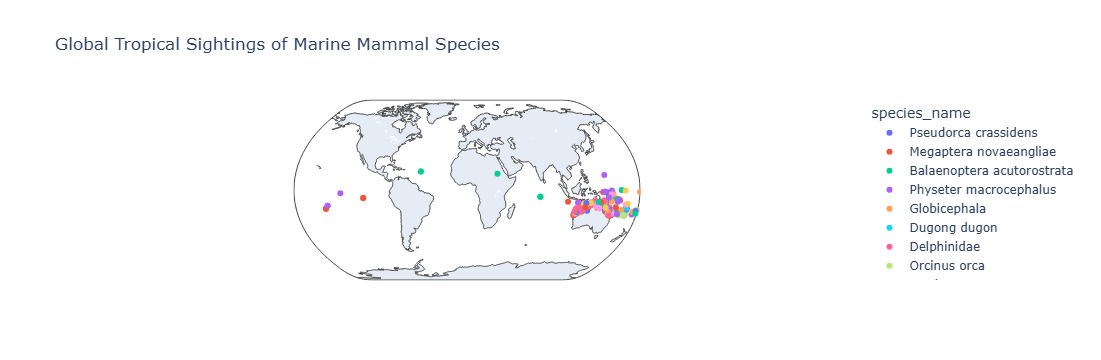 Global Tropical Sightings of Marine Mammal Species
species_name
Pseudorca crassidens
Megaptera novaeangliae
Balaenoptera acutorostrata
Physeter macrocephalus
Globicephala
Dugong dugon
Delphinidae
Orcinus orca